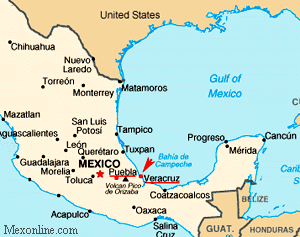 United States
Chihuahua
Nuevo
Laredo
Torreón
Monterrey
Matamoros
Gulf of
Mexico
Mazatlan
San Luis
Potosí
Tampico
Aguascalientes
León
Tuxpan
Querétaro
Bahía de
Campeche
Progreso
Cancún
Mérida
Guadalajara
MEXICO
Morelia
Puebla
Veracruz
Toluca
Volcan Pico
de Orizaba
Coatzacoalcos
BELIZE
Acapulco
Oaxaca
Salina
Cruz
GUAT.
HONDURAS
Mexonline.com